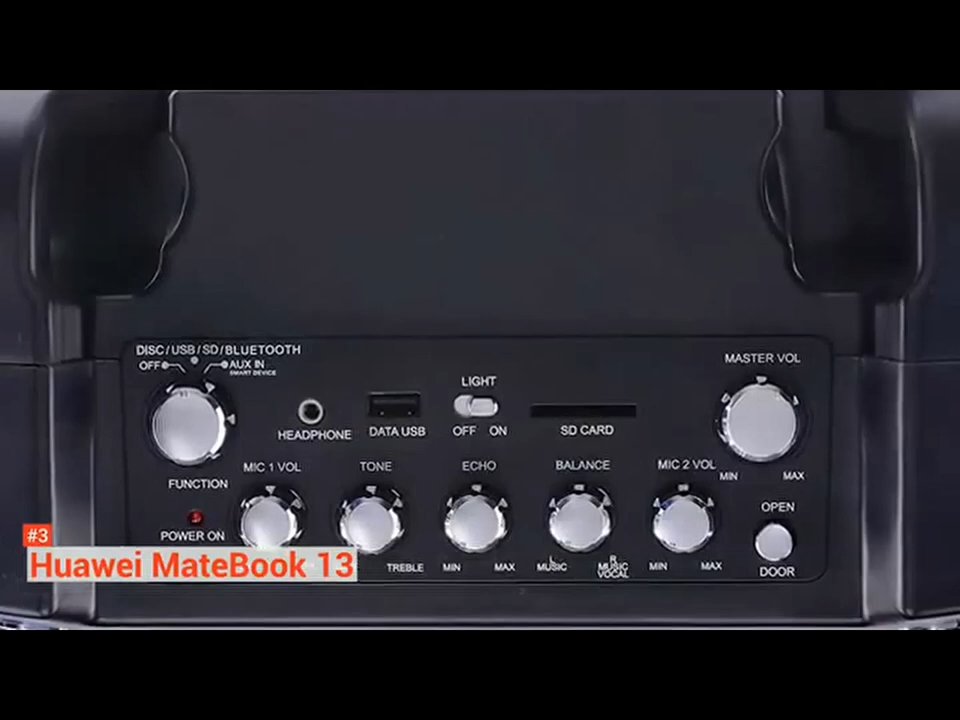 DISC/USB/SD/BLUETOOTH
OFF
AUX IN
SMART DEVICE
MASTER VOL
LIGHT
HEADPHONE
DATA USB
OFF ON
SD CARD
MIC 1 VOL
TONE
ECHO
BALANCE
MIC 2 VOL
MIN
MAX
FUNCTION
OPEN
POWER ON
#3
Huawei MateBook 13
TREBLE
MIN
MAX
L
MUSIC
R
MUSIC
VOCAL
MIN
MAX
DOOR